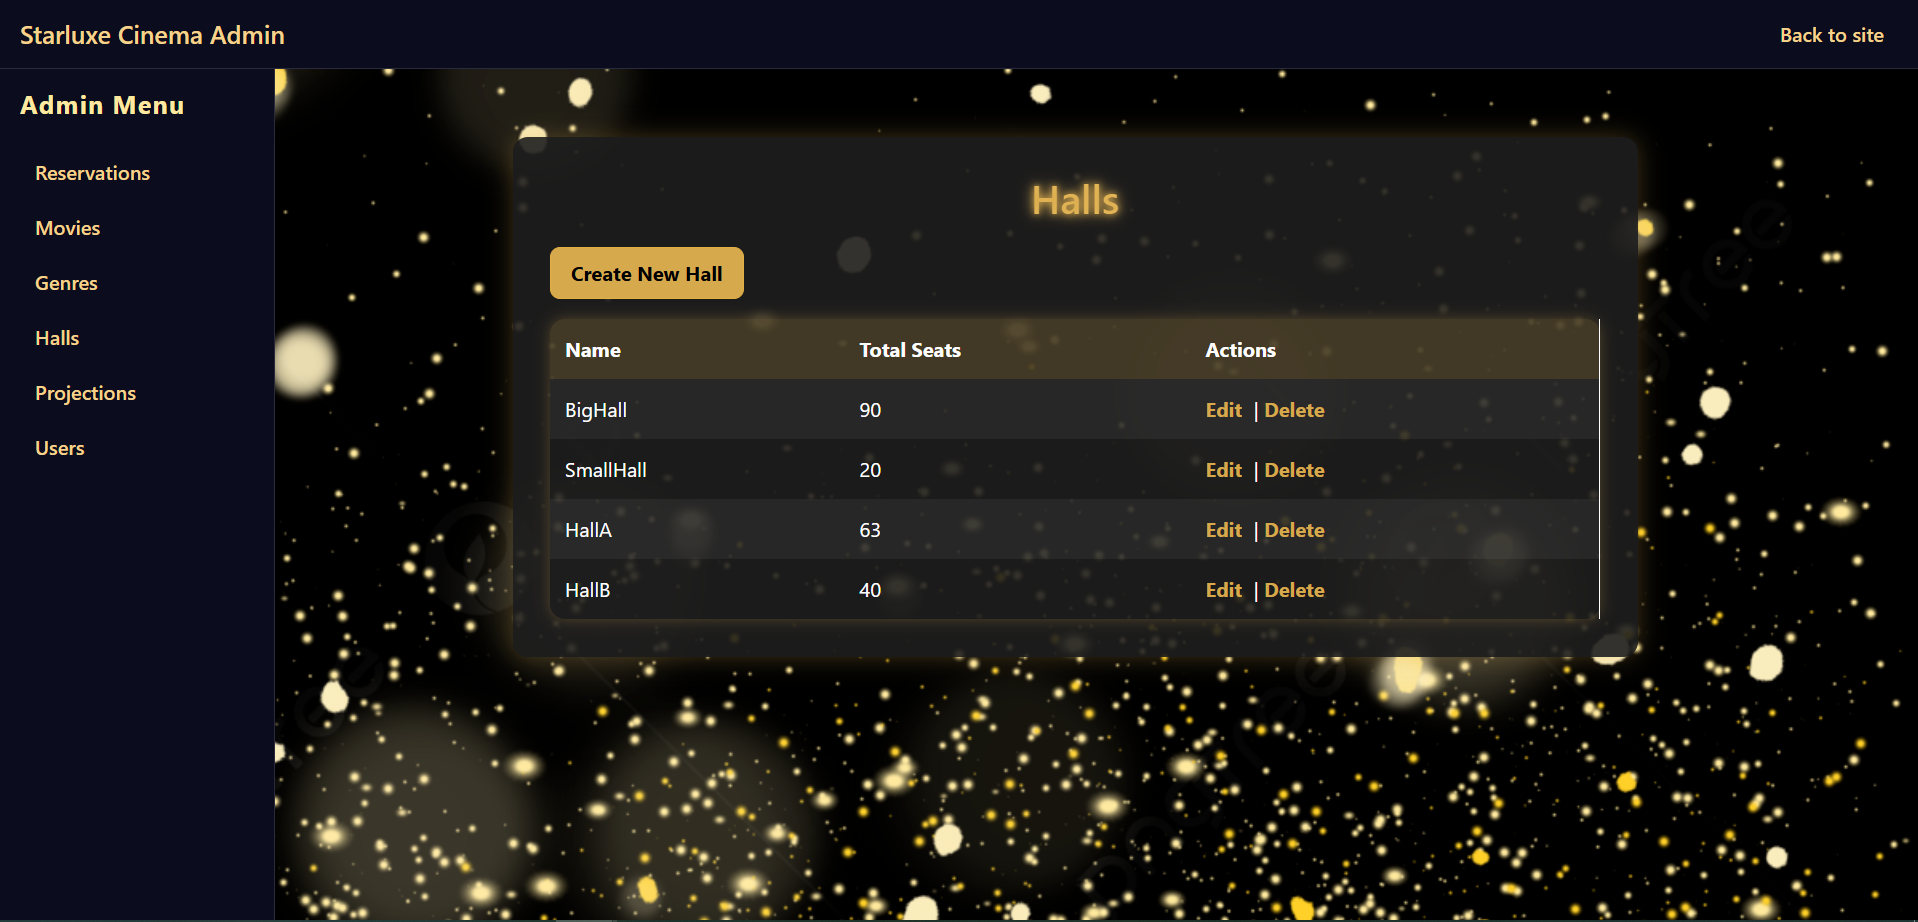 Starluxe Cinema Admin
Back to site
Admin Menu
Reservations
Movies
Genres
Halls
Projections
Users
Halls
Create New Hall
Name Total Seats Actions
BigHall 90 Edit | Delete
SmallHall 20 Edit | Delete
HallA 63 Edit | Delete
HallB 40 Edit | Delete